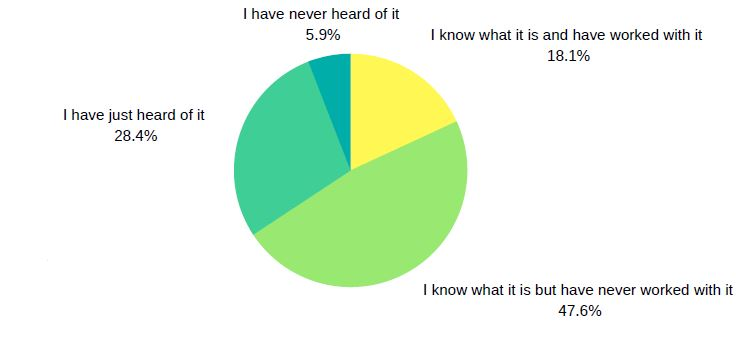 I have never heard of it
5.9%
I know what it is and have worked with it
18.1%
I have just heard of it
28.4%
I know what it is but have never worked with it
47.6%